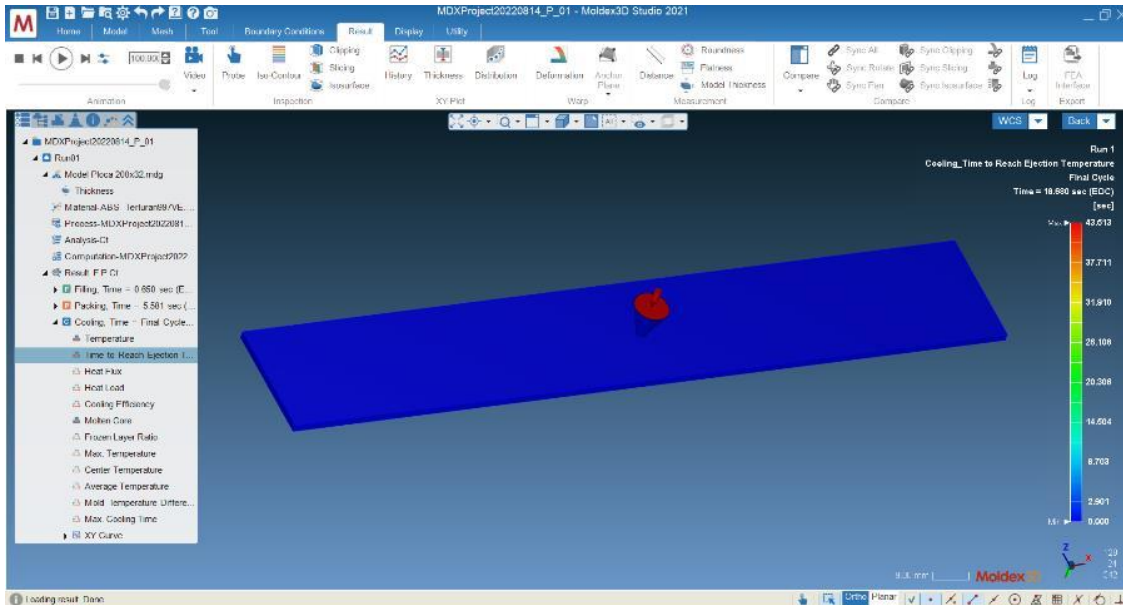 MDXProject20220814_P_01 - Moldex3D Studio 2021
M
Home Model Mesh Tool Boundary Conditions Result Display Utility
100.00
Video
Animation
Probe Iso-Contour
Clipping
Slicing
Isosurface
Inspection
History Thickness Distribution
XY Plot
Deformation Anchor Plane
Warp
Distance
Roundness
Flatness
Model Thickness
Measurement
Compare
Sync All Sync Clipping
Sync Rotate Sync Slicing
Sync Pan Sync Isosurface
Compare
Log
Log
FEA Interface
Export
WCS Back
MDXProject20220814_P_01
Run01
Model Ploca 200x32.mdg
Thickness
Process-MDXProject2022081...
Analysis-Ct
Computation-MDXProject2022
Result F P Ct
Filling, Time = 0.650 sec (E...
Packing, Time = 5.581 sec (...
Cooling, Time = Final Cycle...
Temperature
Time to Reach Ejection T...
Heat Flux
Heat Load
Cooling Efficiency
Molten Core
Frozen Layer Ratio
Max. Temperature
Center Temperature
Average Temperature
Mold Temperature Differe...
Max. Cooling Time
XY Curve
Run 1
Cooling_Time to Reach Ejection Temperature
Final Cycle
Time = 18.680 sec (EDC)
[sec]
Max 43.513
37.711
31.910
26.108
20.306
14.504
8.703
2.901
Min 0.000
Z
X
Moldex3D
Loading result Done
Ortho Planar